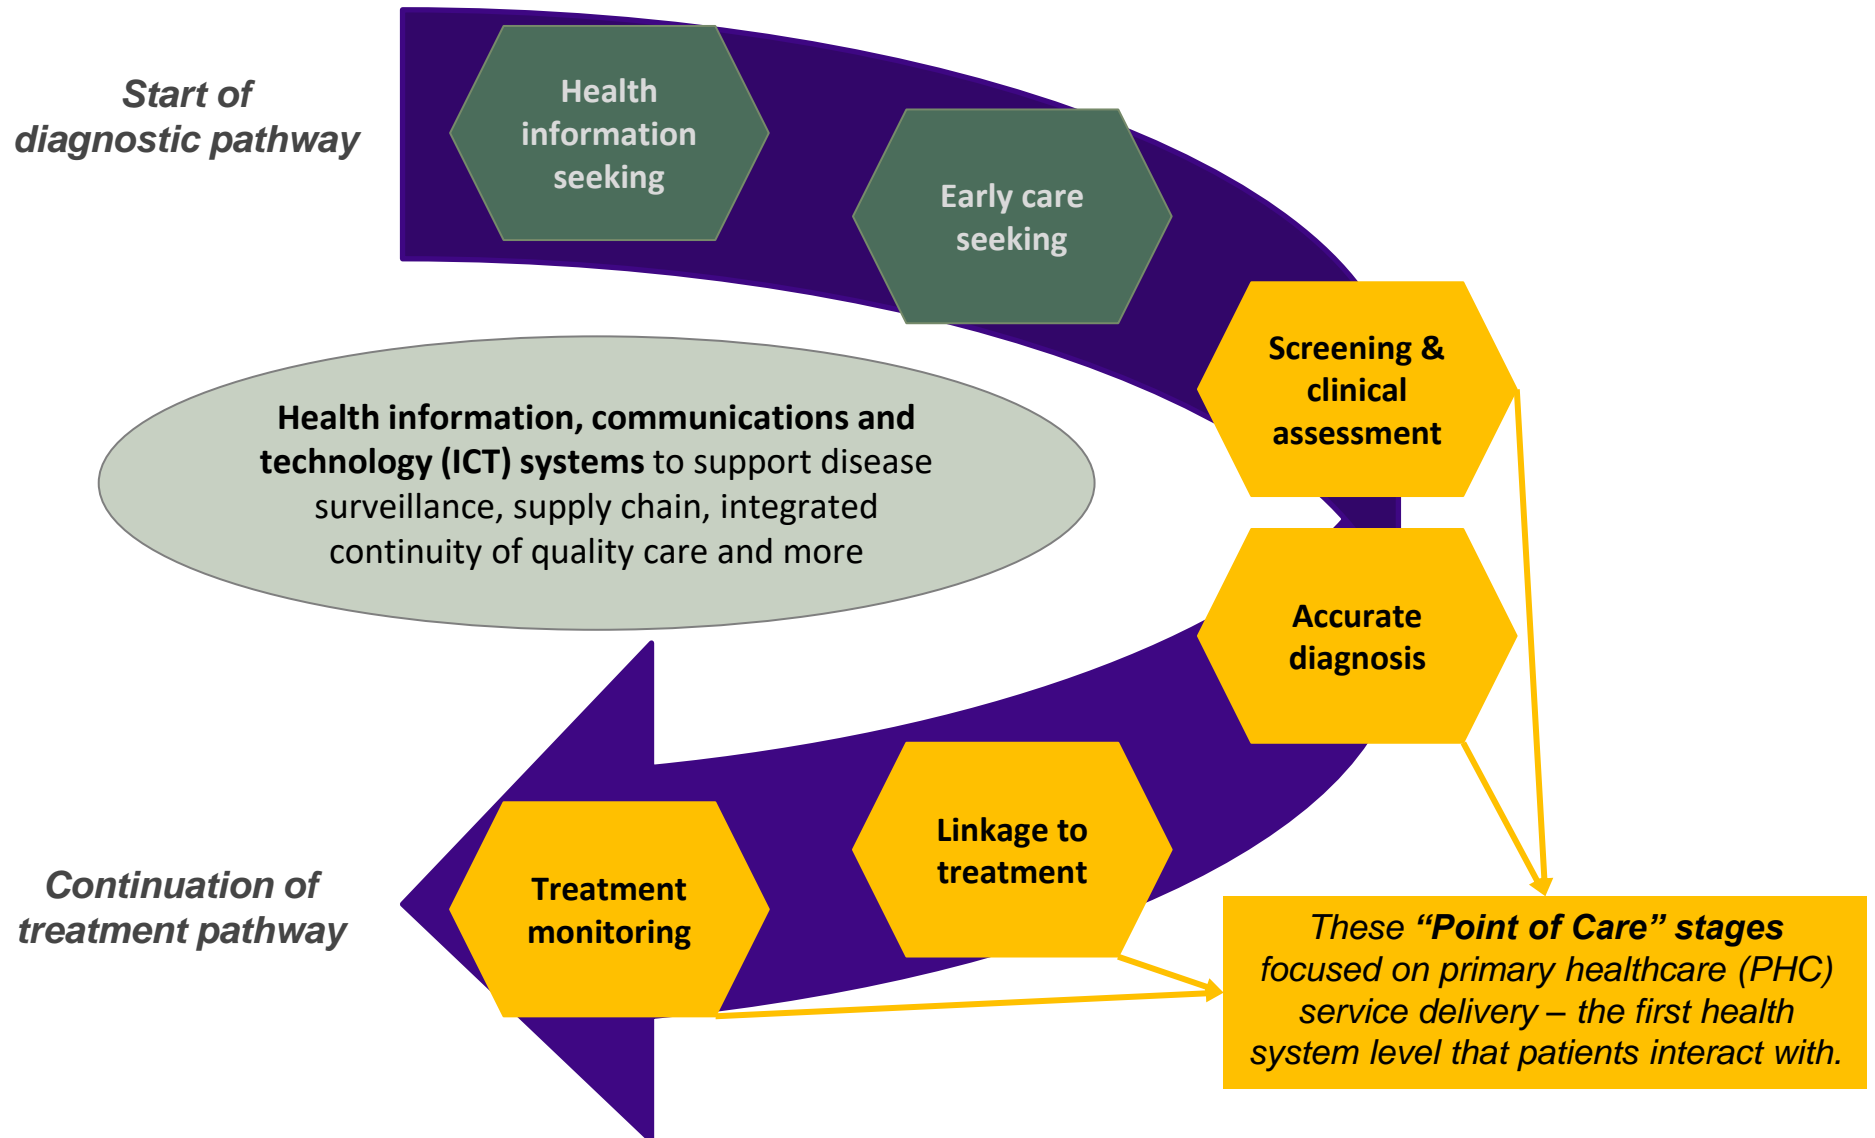 Start of
diagnostic pathway
Health
information
seeking
Early care
seeking
Screening &
clinical
assessment
Health information, communications and
technology (ICT) systems to support disease
surveillance, supply chain, integrated
continuity of quality care and more
Accurate
diagnosis
Linkage to
treatment
Treatment
monitoring
Continuation of
treatment pathway
These “Point of Care” stages
focused on primary healthcare (PHC)
service delivery – the first health
system level that patients interact with.